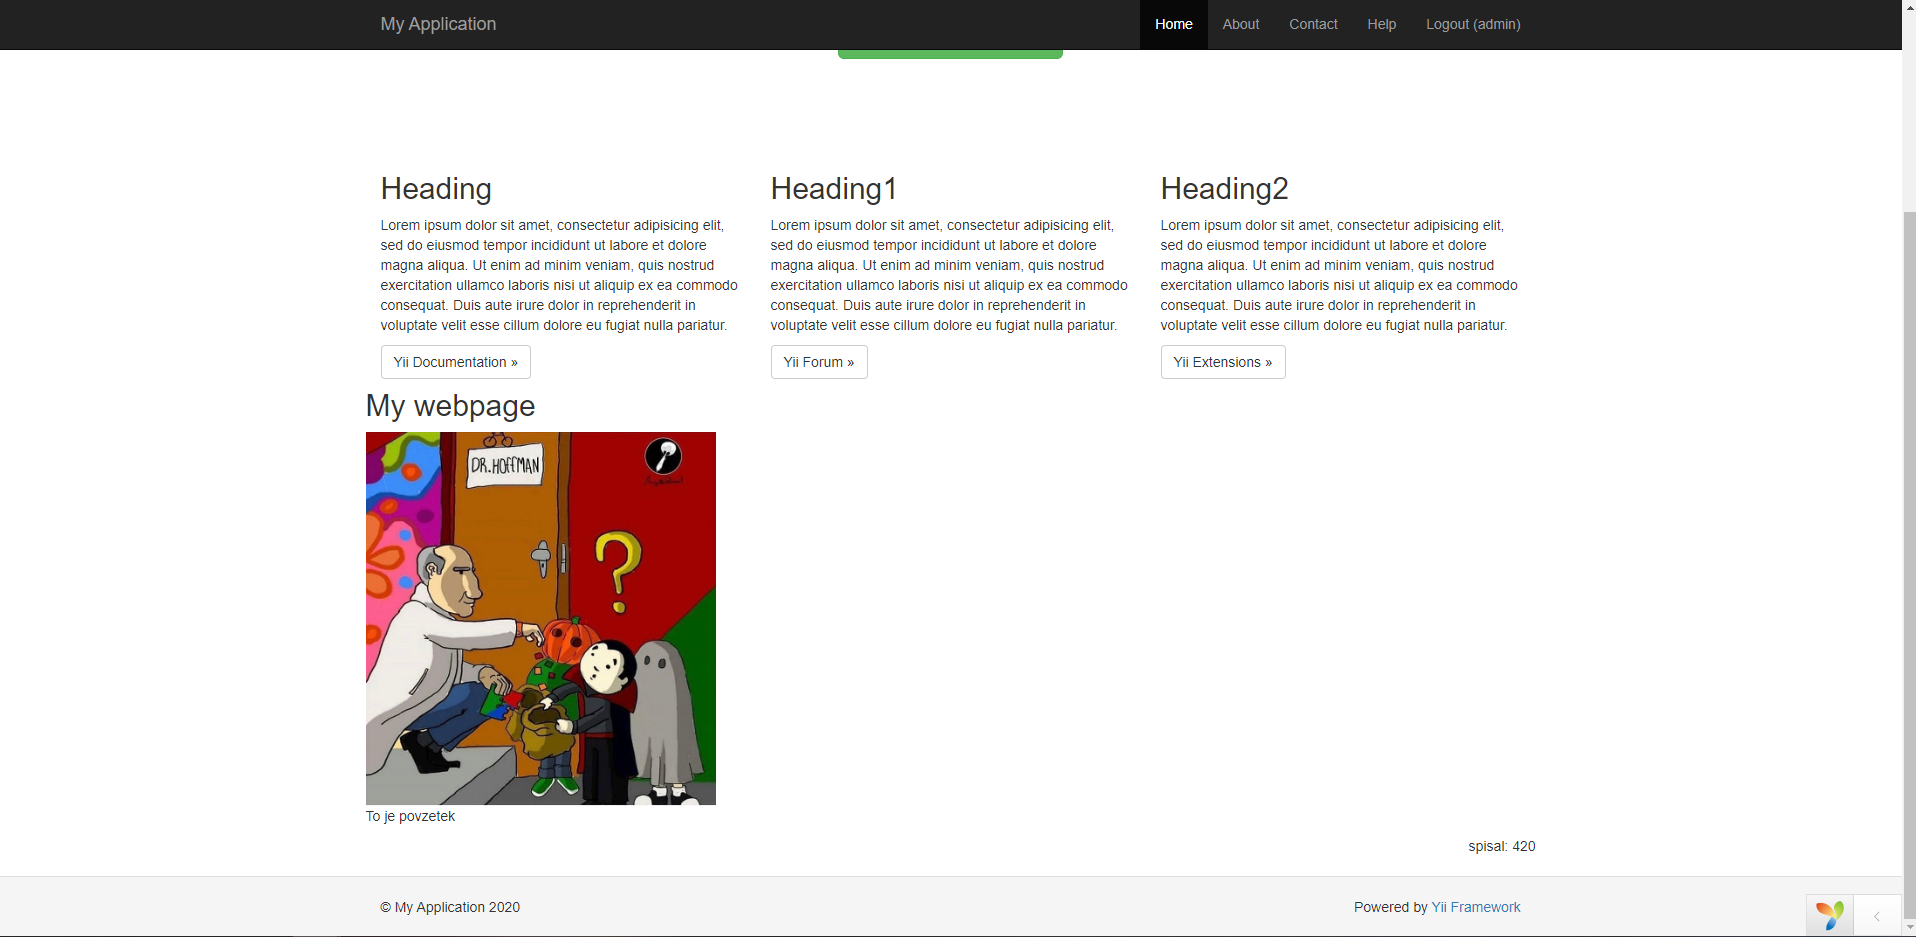 My Application
Home About Contact Help Logout (admin)
Heading
Lorem ipsum dolor sit amet, consectetur adipisicing elit,
sed do eiusmod tempor incididunt ut labore et dolore
magna aliqua. Ut enim ad minim veniam, quis nostrud
exercitation ullamco laboris nisi ut aliquip ex ea commodo
consequat. Duis aute irure dolor in reprehenderit in
voluptate velit esse cillum dolore eu fugiat nulla pariatur.
Yii Documentation »
Heading1
Lorem ipsum dolor sit amet, consectetur adipisicing elit,
sed do eiusmod tempor incididunt ut labore et dolore
magna aliqua. Ut enim ad minim veniam, quis nostrud
exercitation ullamco laboris nisi ut aliquip ex ea commodo
consequat. Duis aute irure dolor in reprehenderit in
voluptate velit esse cillum dolore eu fugiat nulla pariatur.
Yii Forum »
Heading2
Lorem ipsum dolor sit amet, consectetur adipisicing elit,
sed do eiusmod tempor incididunt ut labore et dolore
magna aliqua. Ut enim ad minim veniam, quis nostrud
exercitation ullamco laboris nisi ut aliquip ex ea commodo
consequat. Duis aute irure dolor in reprehenderit in
voluptate velit esse cillum dolore eu fugiat nulla pariatur.
Yii Extensions »
My webpage
DR. HOFFMAN
?
To je povzetek
spisal: 420
© My Application 2020
Powered by Yii Framework